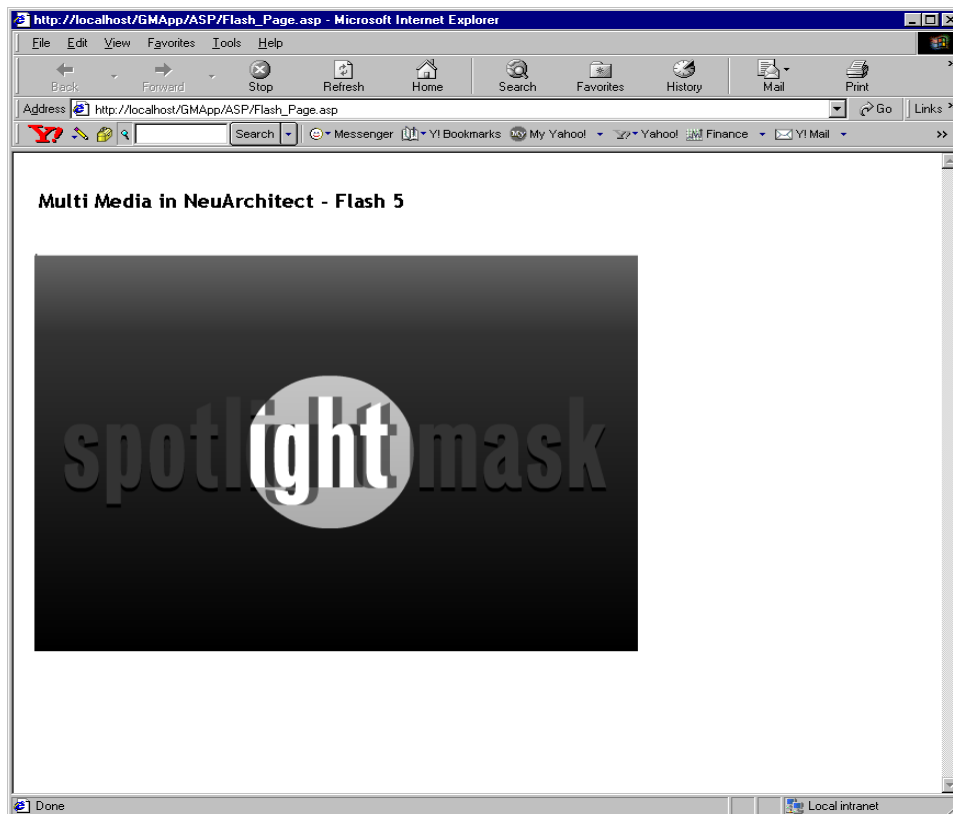 http://localhost/GMApp/ASP/Flash_Page.asp - Microsoft Internet Explorer
File Edit View Favorites Tools Help
Back Forward Stop Refresh Home Search Favorites History Mail Print
Address http://localhost/GMApp/ASP/Flash_Page.asp Go Links
Y? Search Messenger Y! Bookmarks My Yahoo! Yahoo! Finance Y! Mail
Multi Media in NeuArchitect - Flash 5
spotlight mask
Done Local intranet